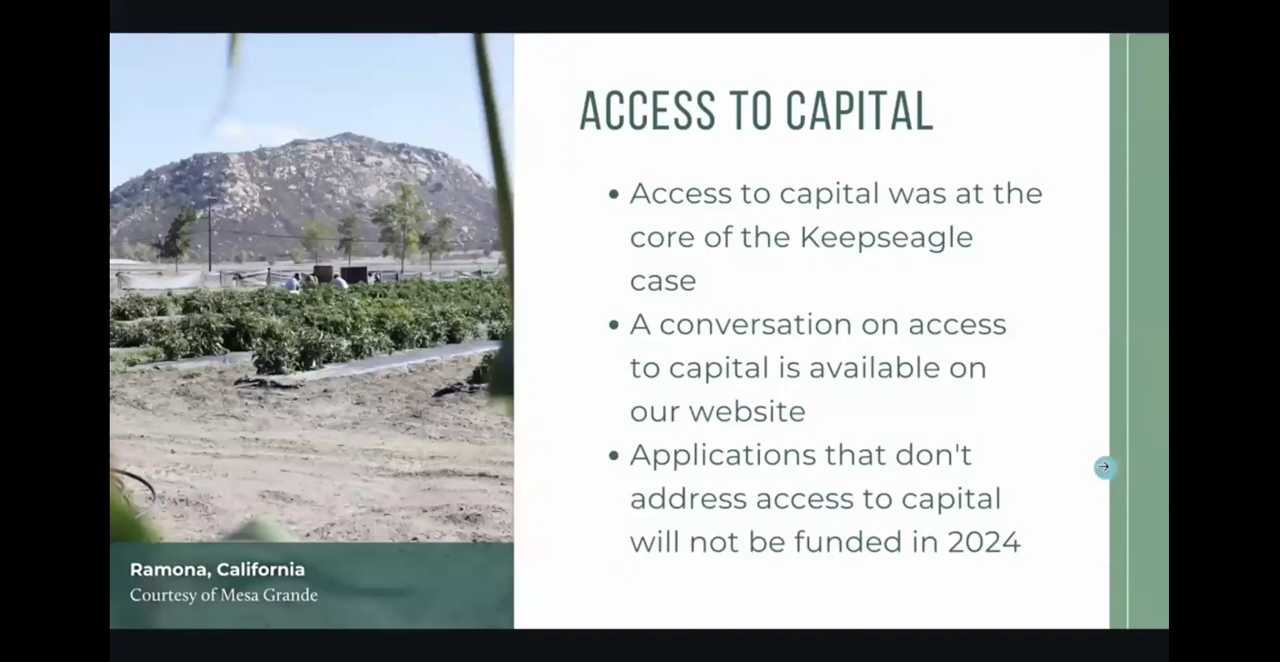 ACCESS TO CAPITAL
• Access to capital was at the
core of the Keepseagle
case
• A conversation on access
to capital is available on
our website
• Applications that don't
address access to capital
will not be funded in 2024
Ramona, California
Courtesy of Mesa Grande